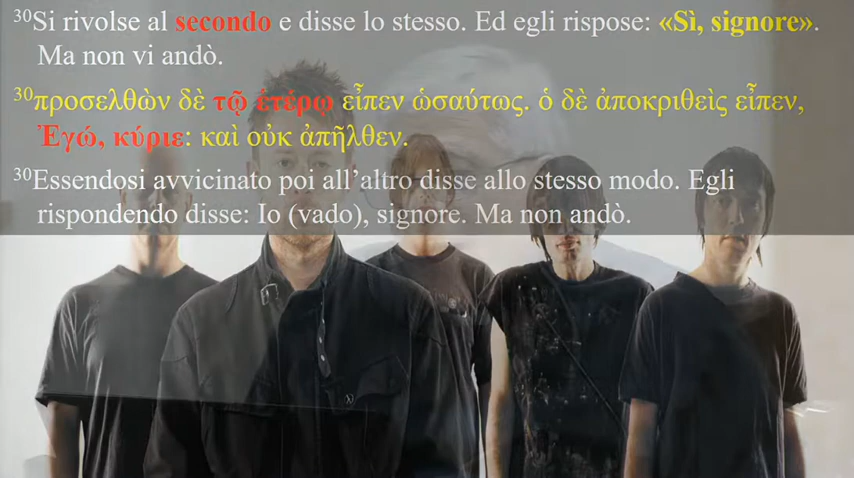 30Si rivolse al secondo e disse lo stesso. Ed egli rispose: «Sì, signore».
Ma non vi andò.
30προσελθὼν δὲ τῷ ἑτέρῳ εἶπεν ὡσαύτως. ὁ δὲ ἀποκριθεὶς εἶπεν,
Ἐγώ, κύριε: καὶ οὐκ ἀπῆλθεν.
30Essendosi avvicinato poi all’altro disse allo stesso modo. Egli
rispondendo disse: Io (vado), signore. Ma non andò.